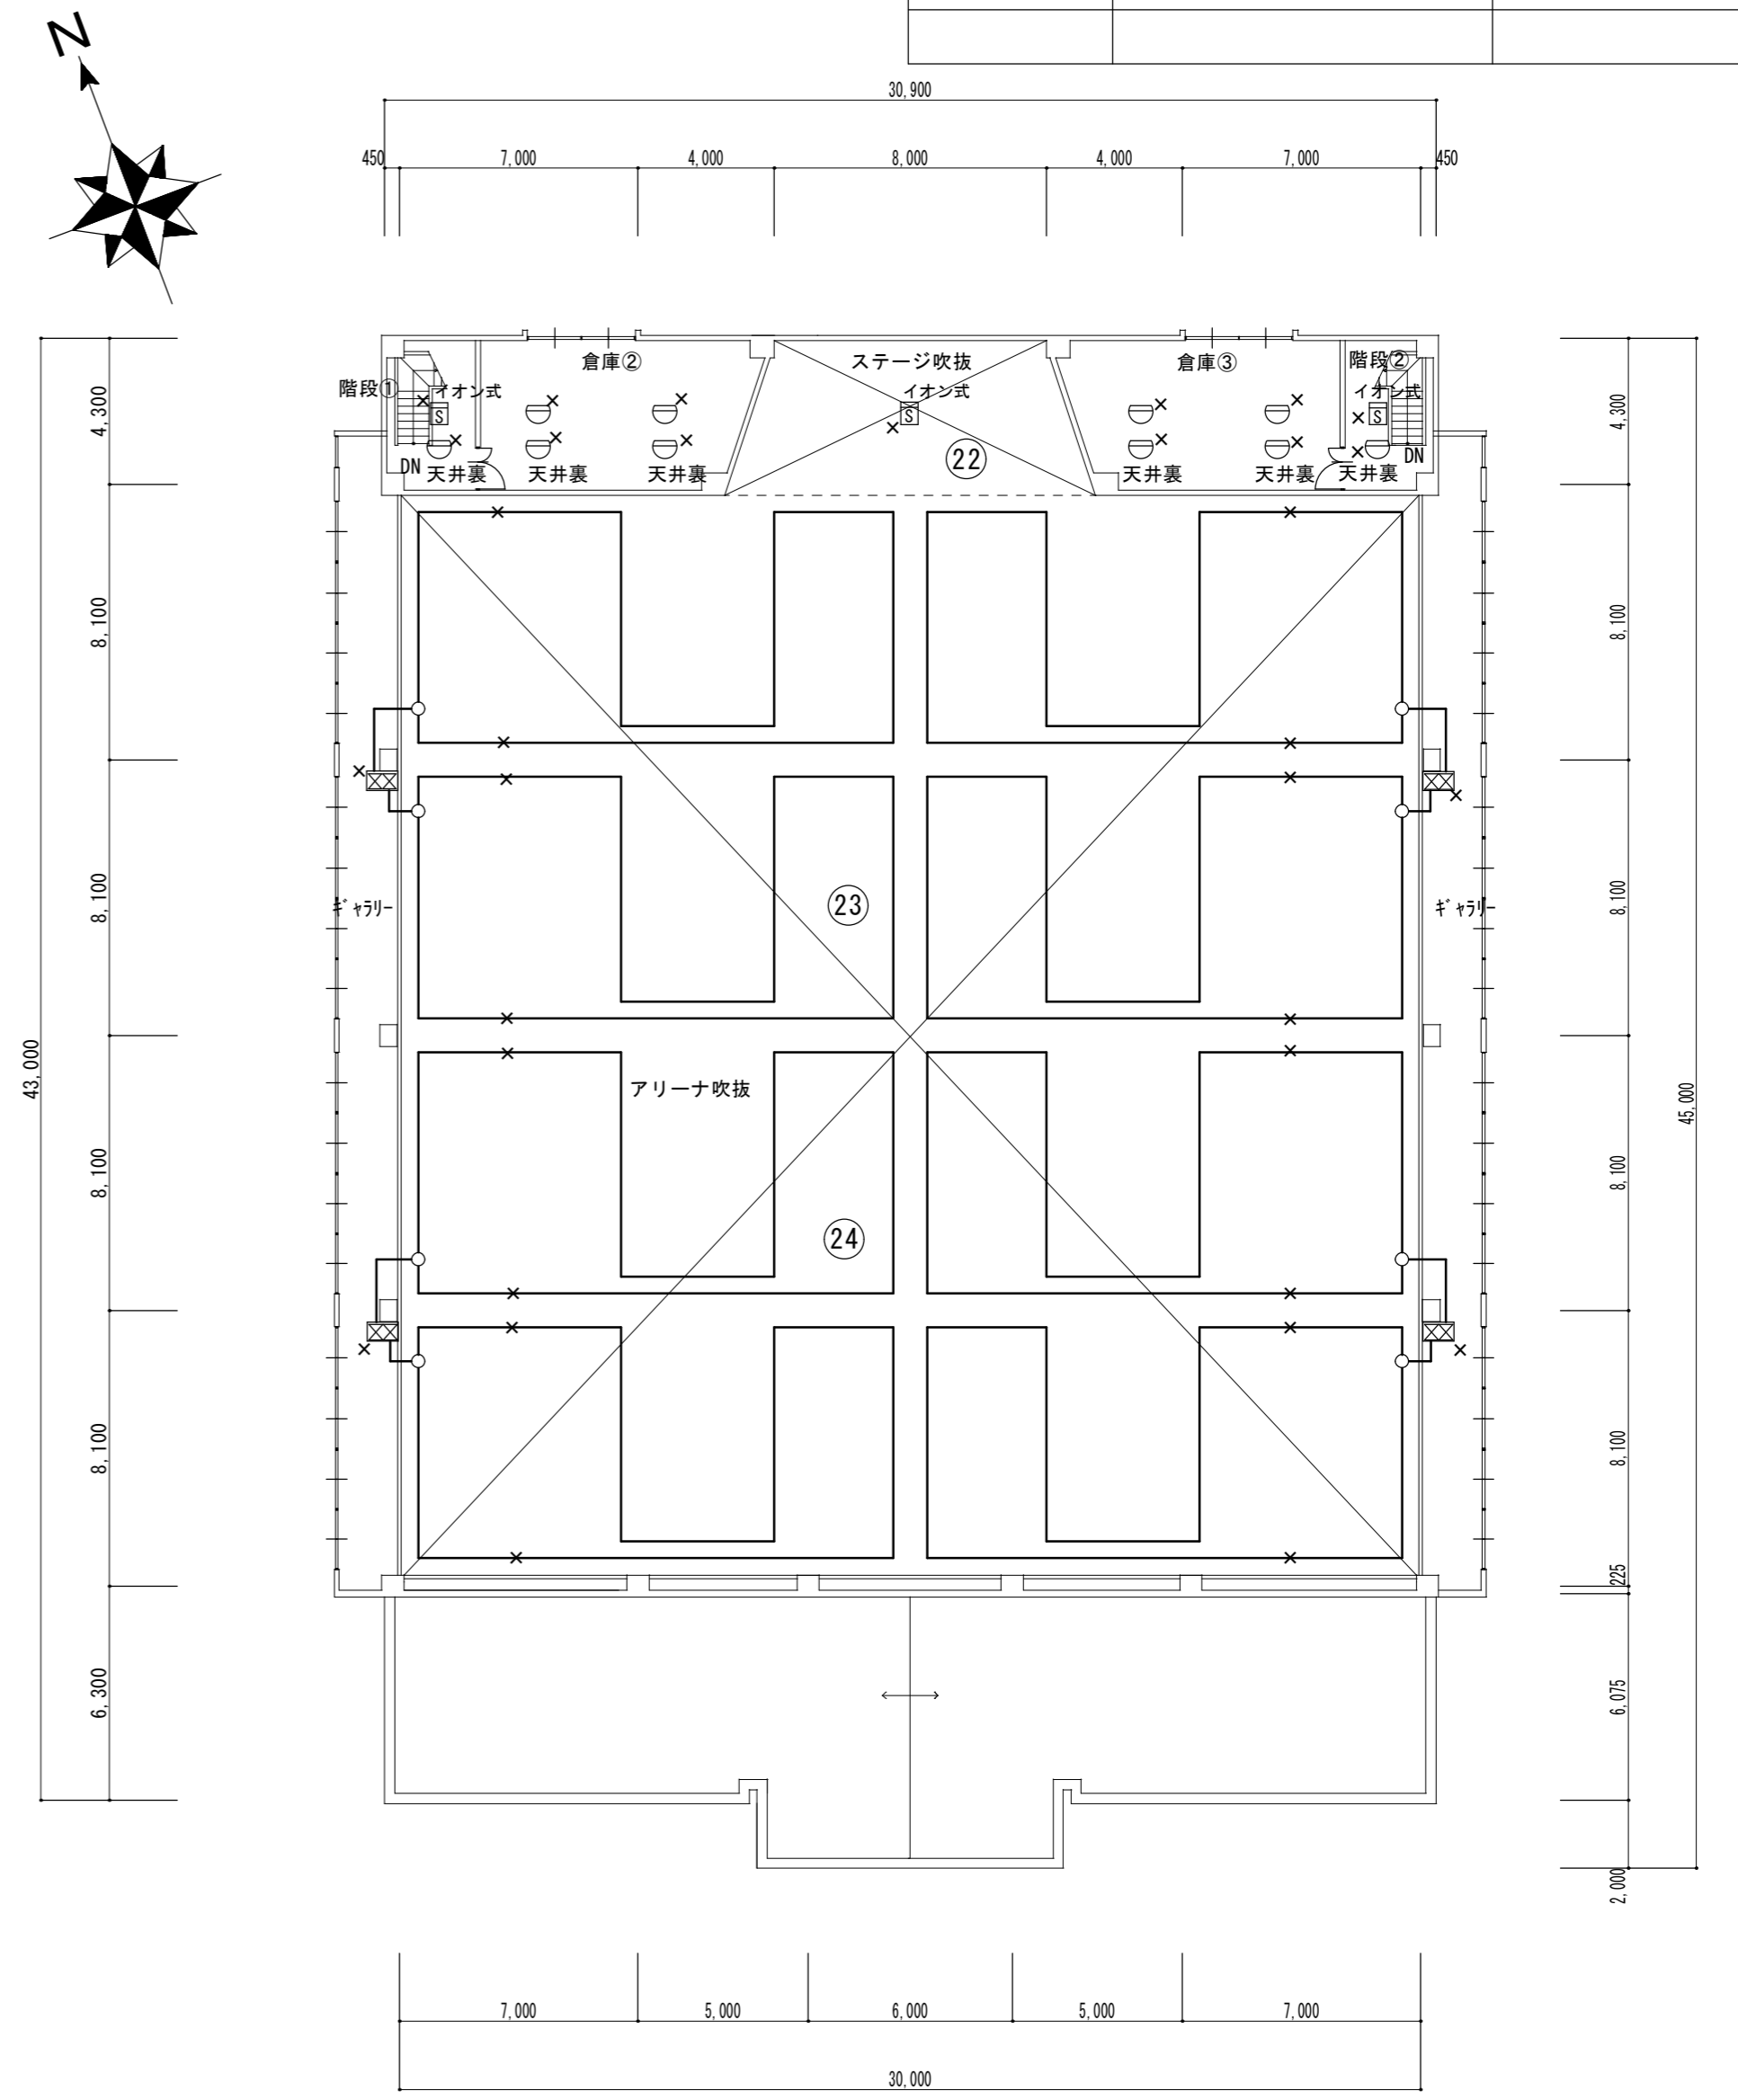 N
30,900
450 7,000 4,000 8,000 4,000 7,000 450
倉庫② ステージ吹抜 倉庫③ 階段②
階段① イオン式 イオン式 イオン式
S S S
22
DN 天井裏 天井裏 天井裏 天井裏 天井裏 天井裏 DN
4,300 4,300
8,100 8,100
23
ギャラリー ギャラリー
8,100 8,100
43,000 アリーナ吹抜 45,000
8,100 8,100
24
8,100 8,100
225
6,300 6,075
2,000
7,000 5,000 6,000 5,000 7,000
30,000